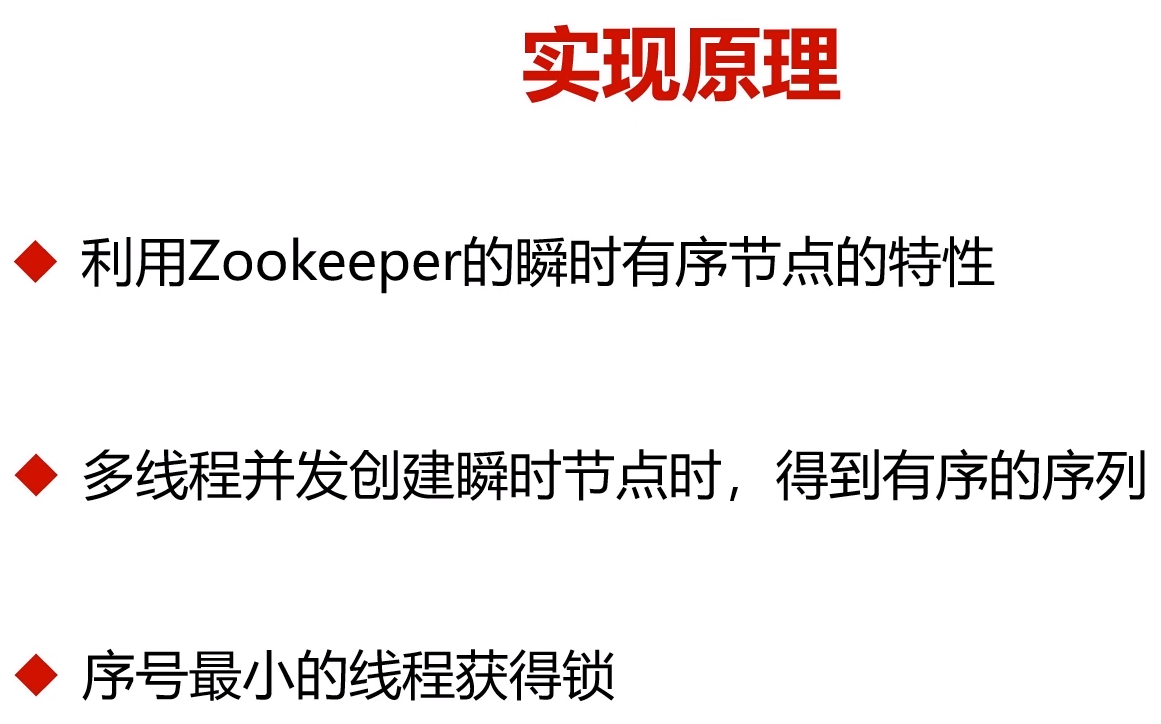 实现原理
利用Zookeeper的瞬时有序节点的特性
多线程并发创建瞬时节点时，得到有序的序列
序号最小的线程获得锁